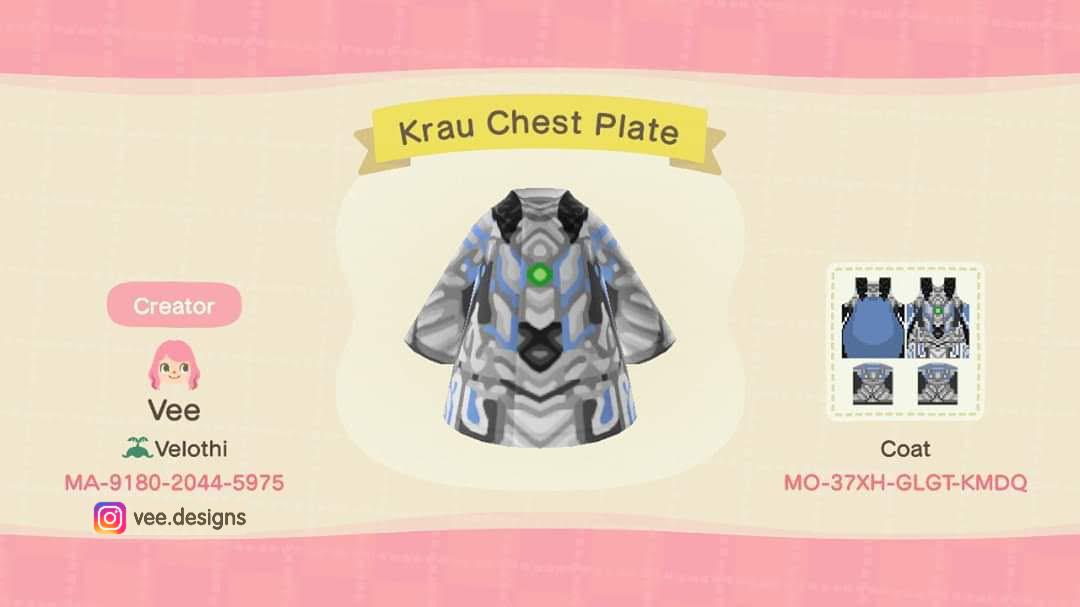 Krau Chest Plate
Creator
Vee
Velothi
MA-9180-2044-5975
vee.designs
Coat
MO-37XH-GLGT-KMDQ